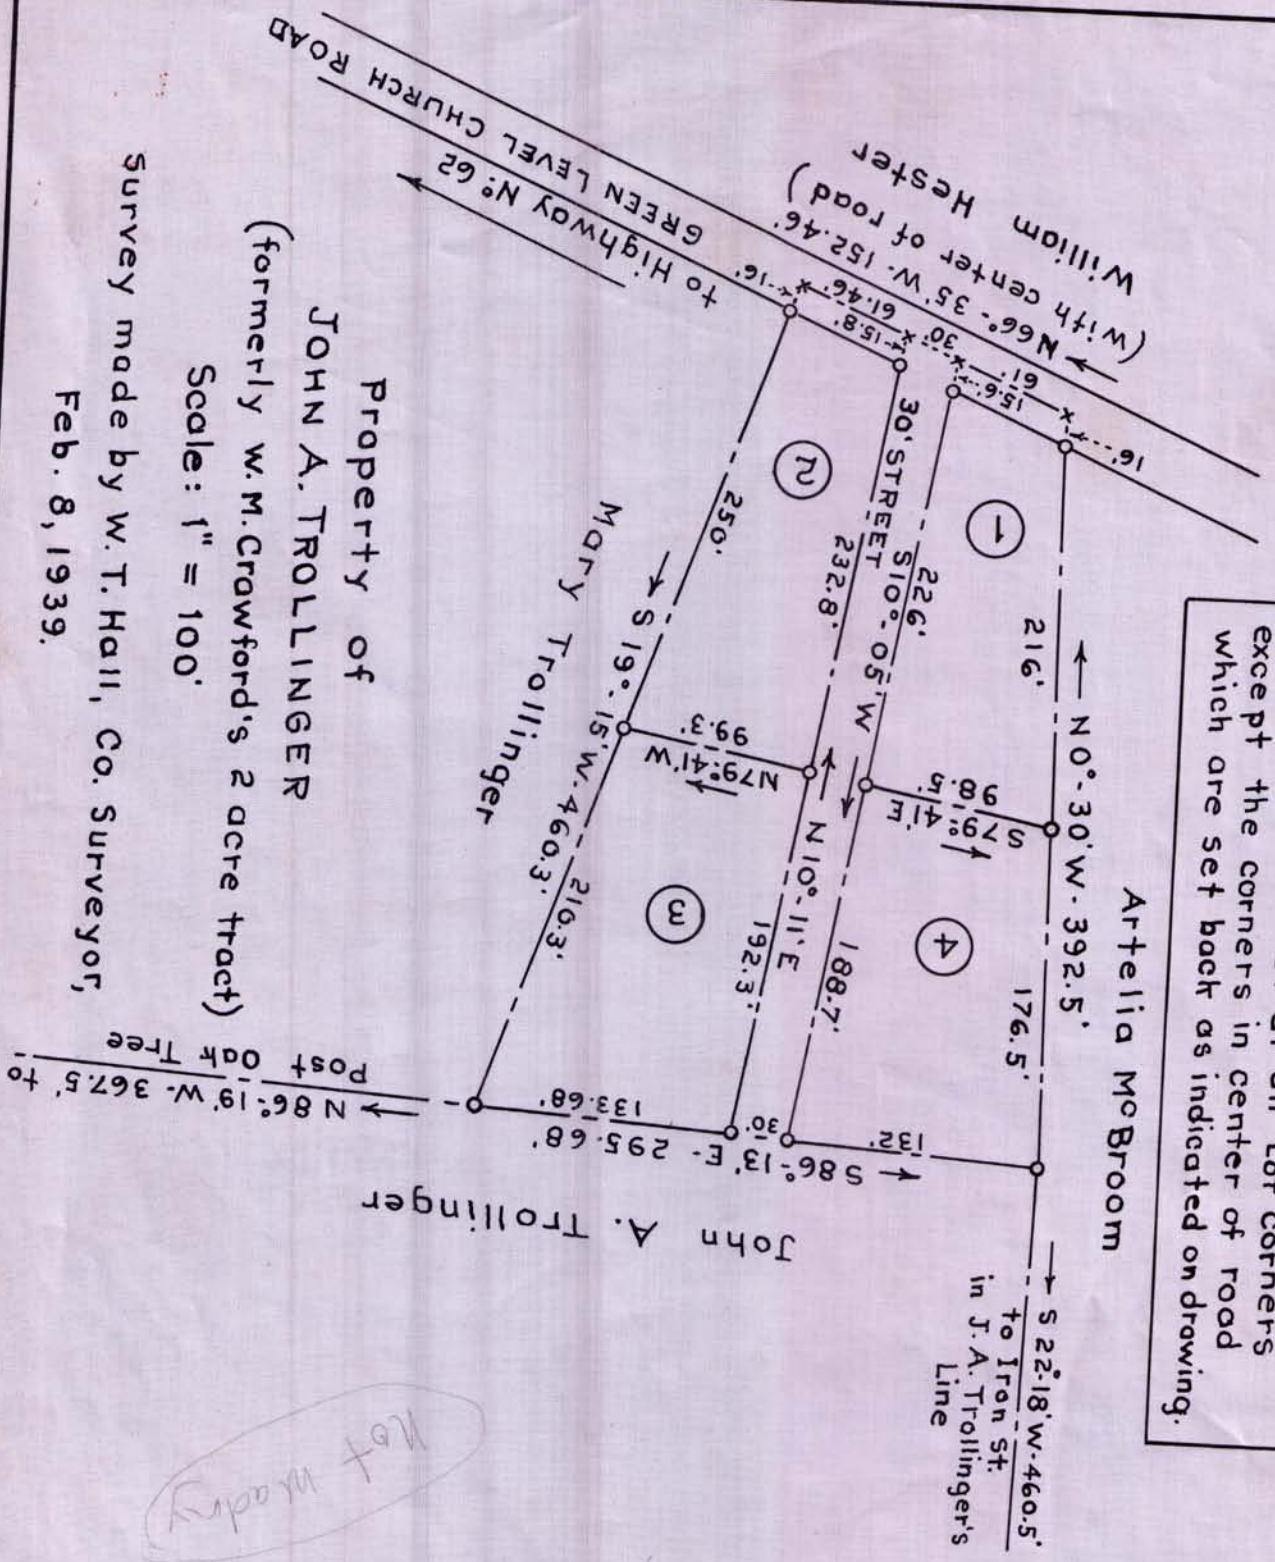 except the corners in center of road
which are set back as indicated on drawing.
Artelia McBroom
← N 0°-30' W - 392.5'
216'
176.5'
→ S 22°-18' W - 460.5'
to Iron St.
in J. A. Trollinger's
Line
William Hester
(with center of road)
← N 66°-35' W - 152.46'
16'
61'
15.6'
30'
15.8'
61.46'
16'
GREEN LEVEL CHURCH ROAD
to Highway No. 62
1
226'
S 10°-05' W
30' STREET
232.8'
2
S 79°-41' E
98.5'
4
188.7'
N 10°-11' E
192.3'
N 79°-41' W
99.3'
3
250'
→ S 19°-15' W - 460.3'
210.3'
Mary Trollinger
132'
30'
133.68'
S 86°-13' E - 295.68'
John A. Trollinger
N 86°-19' W - 367.5' to
Post Oak Tree
Property of
JOHN A. TROLLINGER
(formerly W. M. Crawford's 2 acre tract)
Scale: 1" = 100'
Survey made by W. T. Hall, Co. Surveyor,
Feb. 8, 1939.
Not